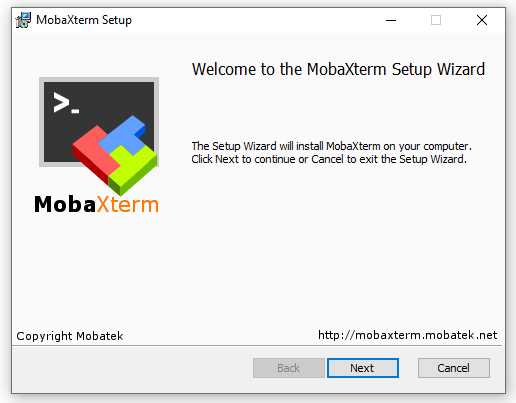 MobaXterm Setup
Welcome to the MobaXterm Setup Wizard
>_
MobaXterm
The Setup Wizard will install MobaXterm on your computer.
Click Next to continue or Cancel to exit the Setup Wizard.
Copyright Mobatek
http://mobaxterm.mobatek.net
Back
Next
Cancel